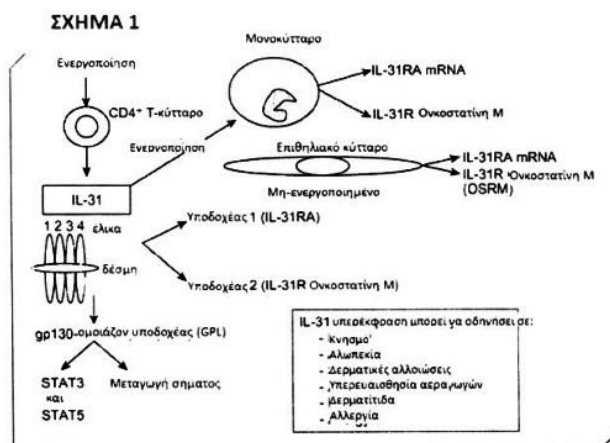 ΣΧΗΜΑ 1
Ενεργοποίηση
CD4⁺ Τ-κύτταρο
Μονοκύτταρο
IL-31RA mRNA
IL-31R Ονκοστατίνη Μ
Ενεργοποίηση
IL-31
Επιθηλιακό κύτταρο
Μη-ενεργοποιημένο
IL-31RA mRNA
IL-31R Ονκοστατίνη Μ
(OSRM)
1 2 3 4 έλικα
δέσμη
Υποδοχέας 1 (IL-31RA)
Υποδοχέας 2 (IL-31R Ονκοστατίνη Μ)
gp130-ομοιάζον υποδοχέας (GPL)
STAT3
και
STAT5
Μεταγωγή σήματος
IL-31 υπερέκφραση μπορεί να οδηγήσει σε:
- Κνησμό
- Αλωπεκία
- Δερματικές αλλοιώσεις
- Υπερευαισθησία αεραγωγών
- Δερματίτιδα
- Αλλεργία